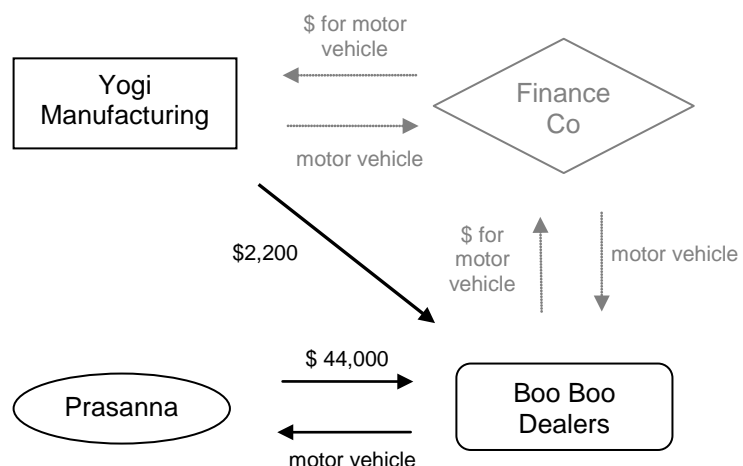 $ for motor
vehicle
Yogi
Manufacturing
Finance
Co
motor vehicle
$2,200
$ for
motor
vehicle
motor vehicle
$ 44,000
Prasanna
Boo Boo
Dealers
motor vehicle